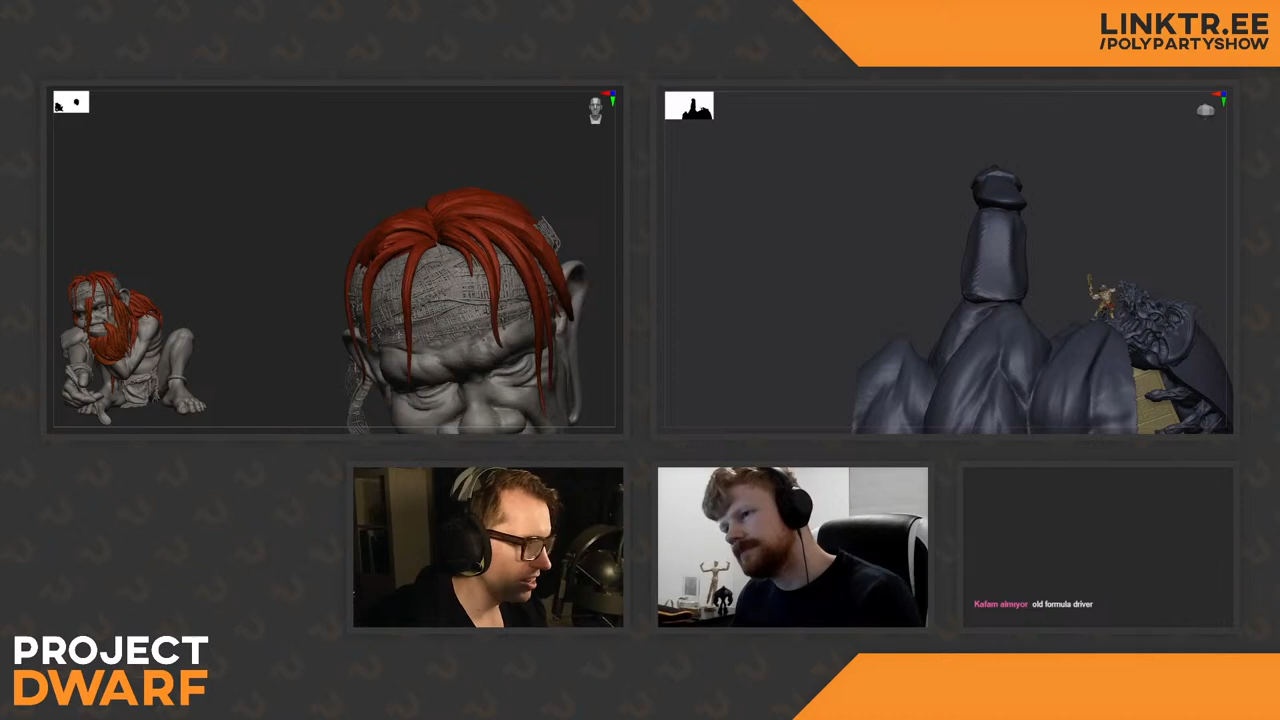 LINKTR.EE
/POLYPARTYSHOW
Kafam almıyor old formula driver
PROJECT
DWARF